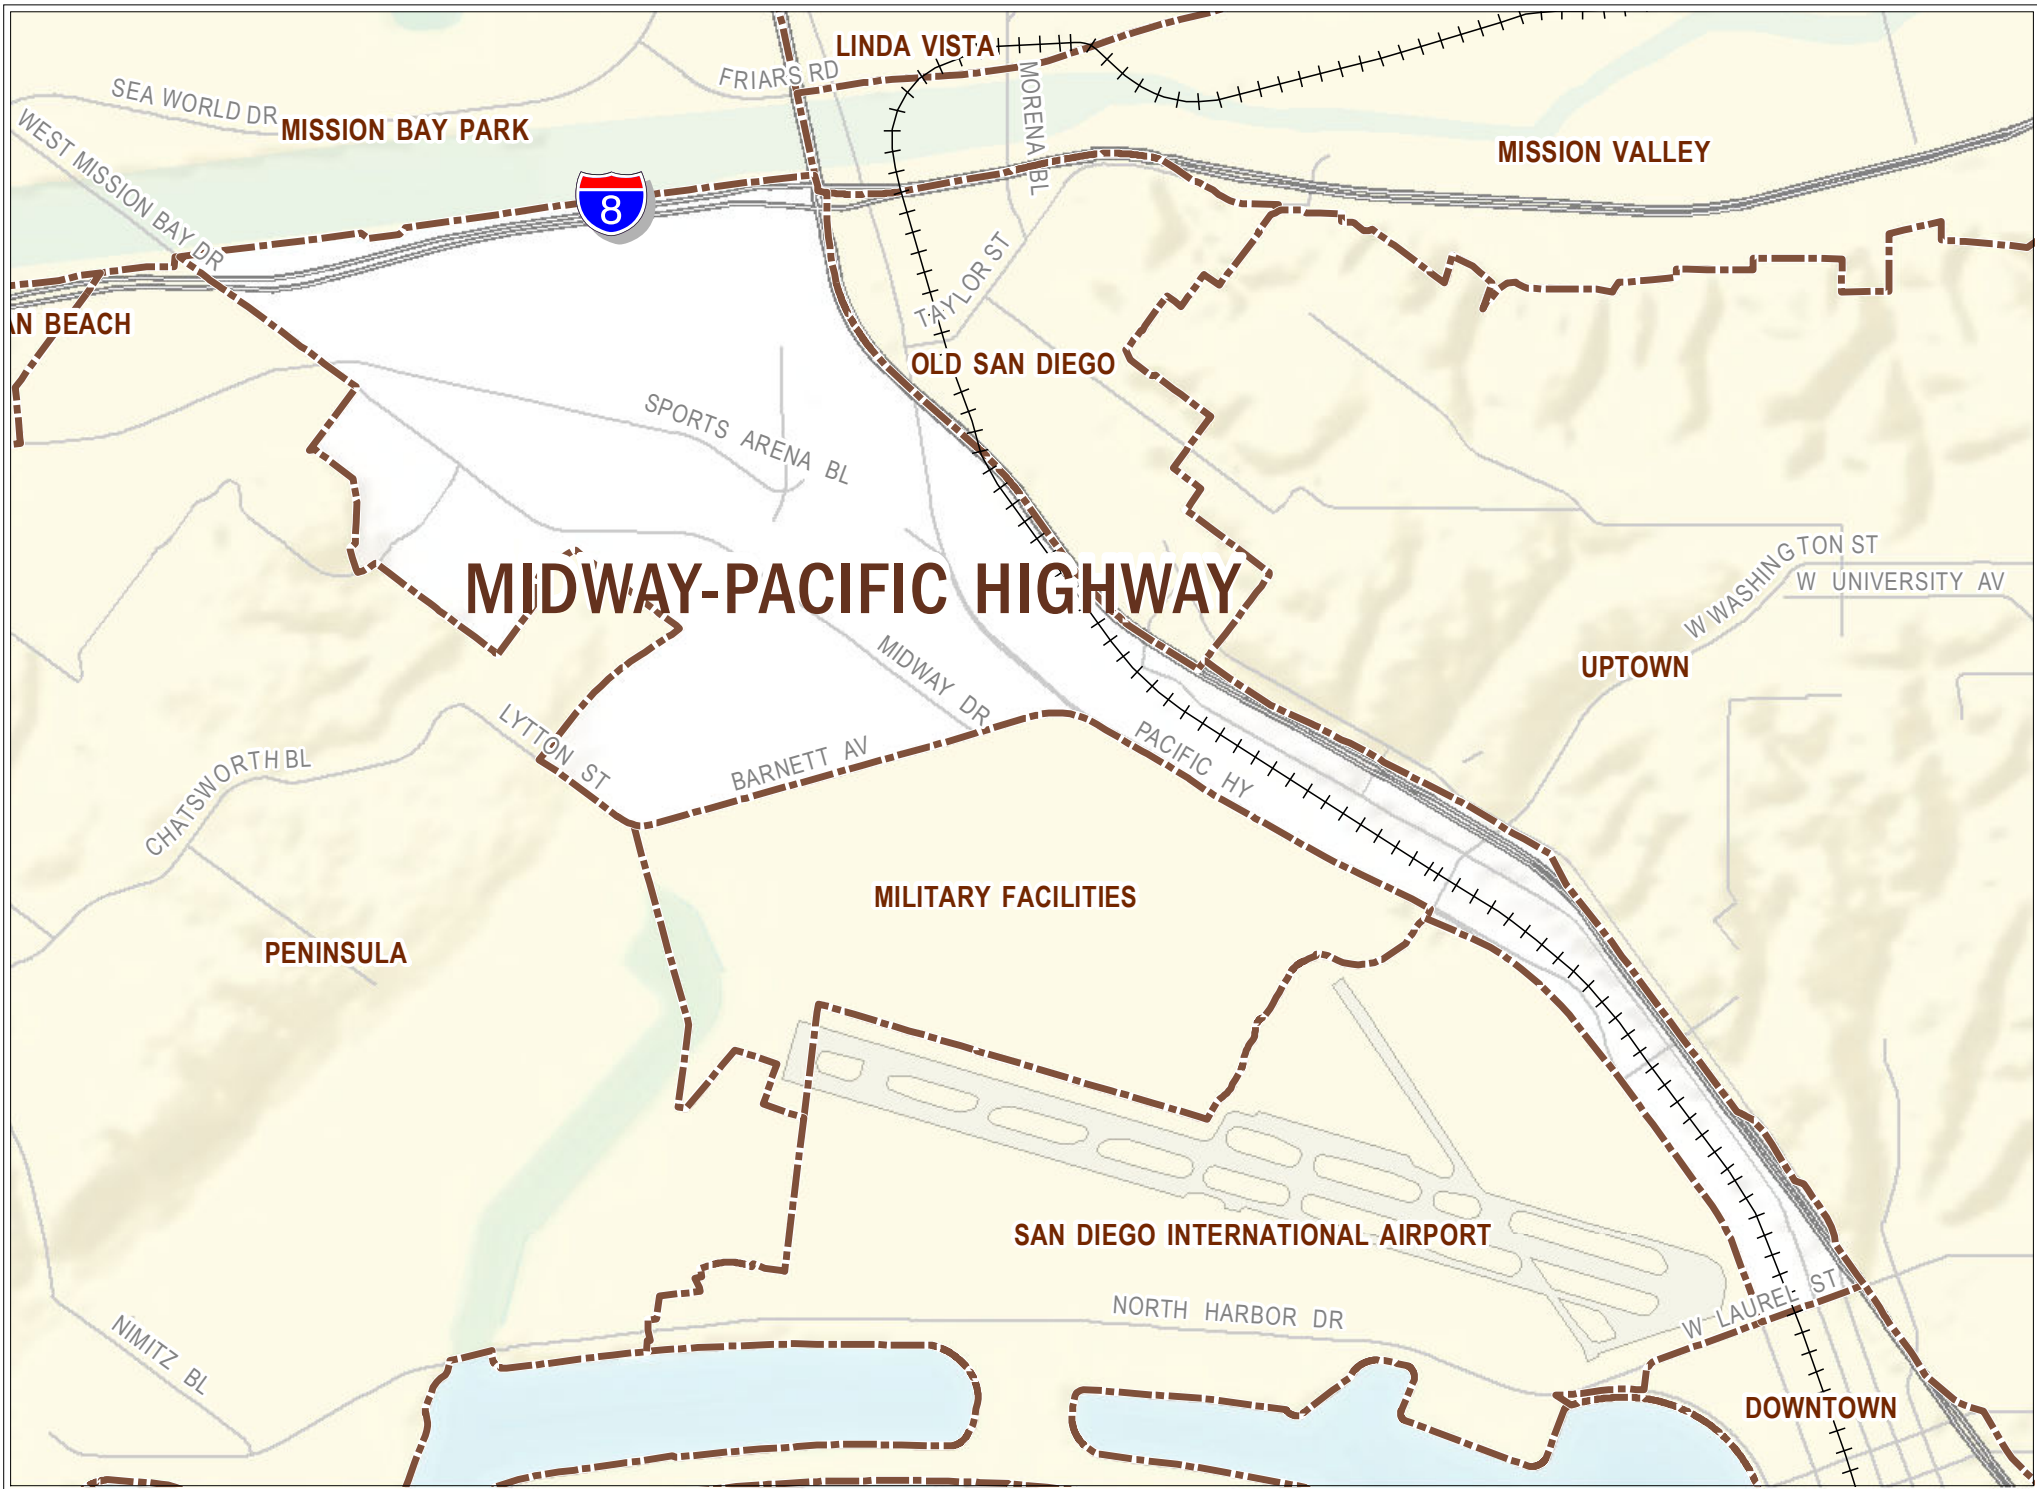 LINDA VISTA
FRIARS RD
MORENA BL
SEA WORLD DR
WEST MISSION BAY DR
MISSION BAY PARK
MISSION VALLEY
8
TAYLOR ST
AN BEACH
OLD SAN DIEGO
SPORTS ARENA BL
MIDWAY-PACIFIC HIGHWAY
W WASHINGTON ST
W UNIVERSITY AV
UPTOWN
MIDWAY DR
LYTTON ST
BARNETT AV
PACIFIC HY
CHATSWORTH BL
MILITARY FACILITIES
PENINSULA
SAN DIEGO INTERNATIONAL AIRPORT
NORTH HARBOR DR
W LAUREL ST
NIMITZ BL
DOWNTOWN